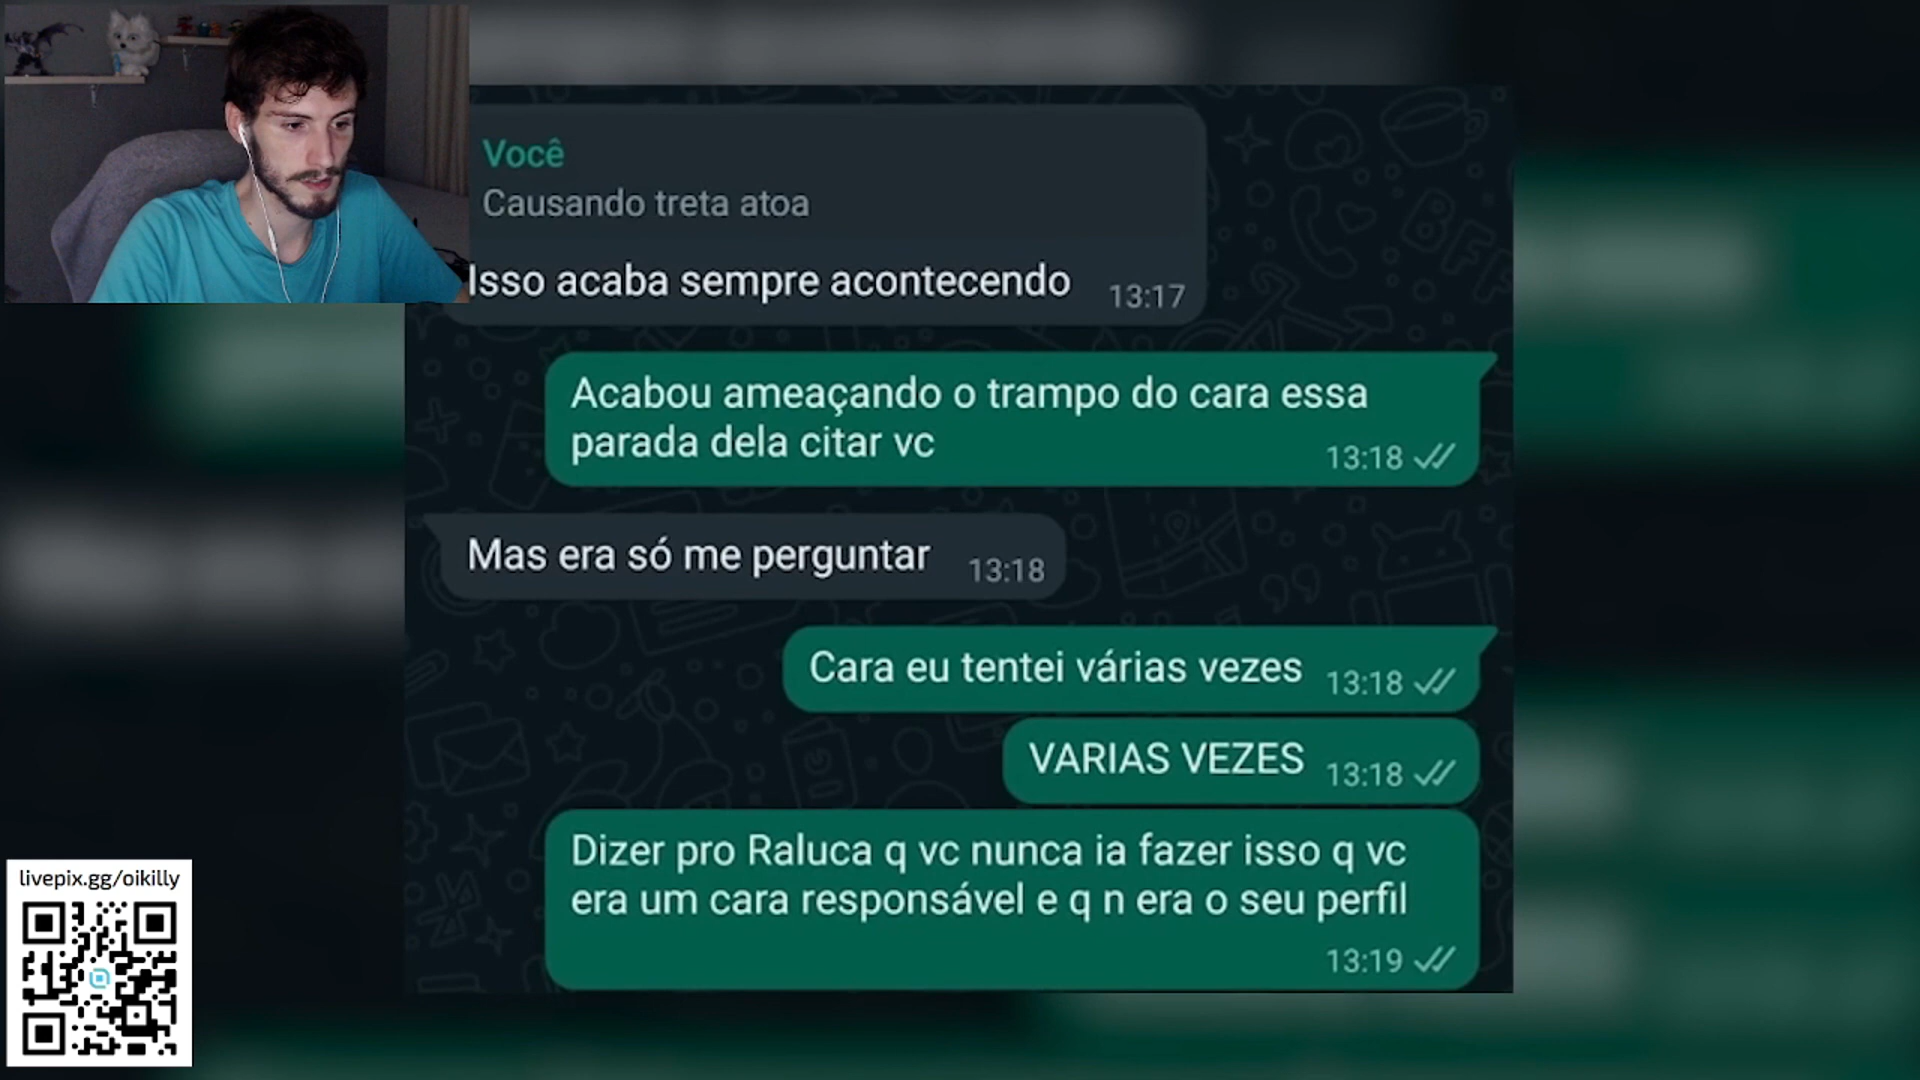 Você
Causando treta atoa
Isso acaba sempre acontecendo 13:17
Acabou ameaçando o trampo do cara essa
parada dela citar vc 13:18
Mas era só me perguntar 13:18
Cara eu tentei várias vezes 13:18
VARIAS VEZES 13:18
Dizer pro Raluca q vc nunca ia fazer isso q vc
era um cara responsável e q n era o seu perfil
13:19
livepix.gg/oikilly